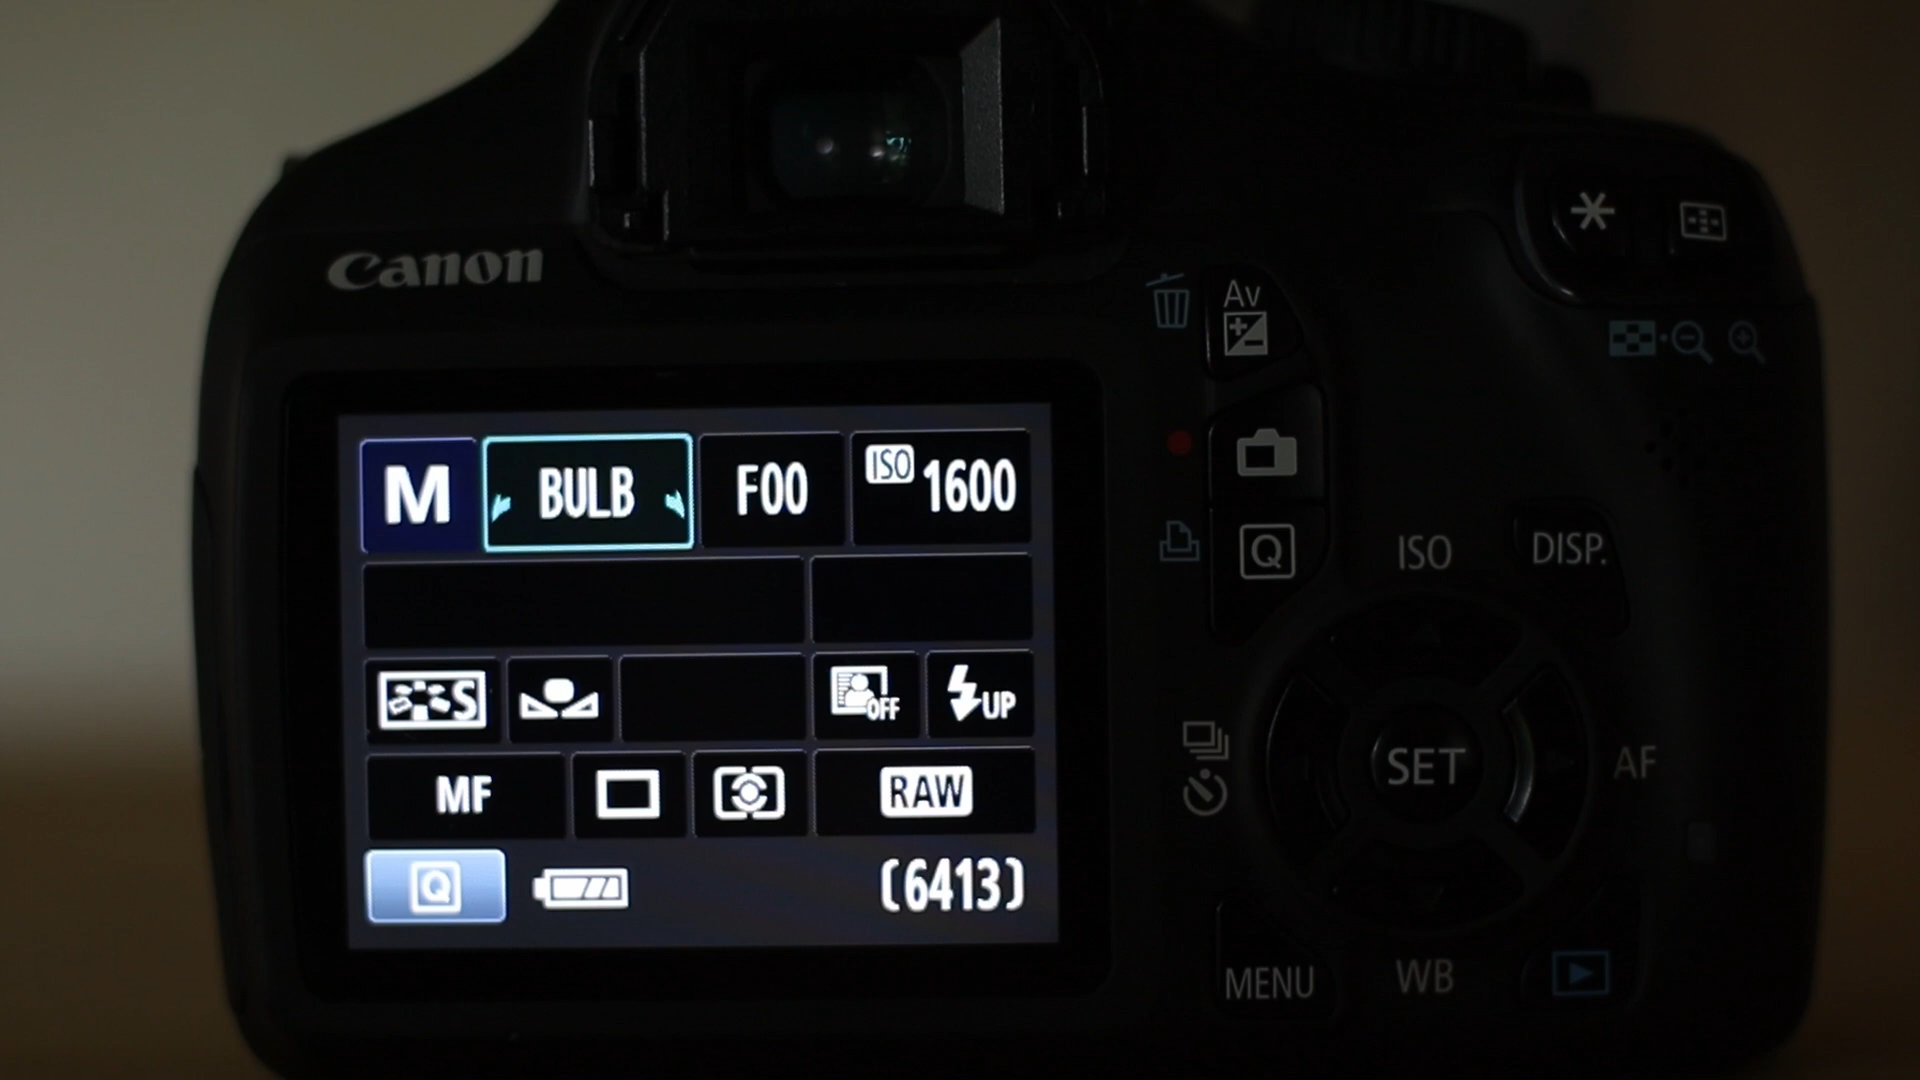 Canon
Av
M BULB F00 ISO 1600
Q
ISO
DISP.
S OFF UP
SET
AF
MF RAW
Q (6413)
MENU
WB